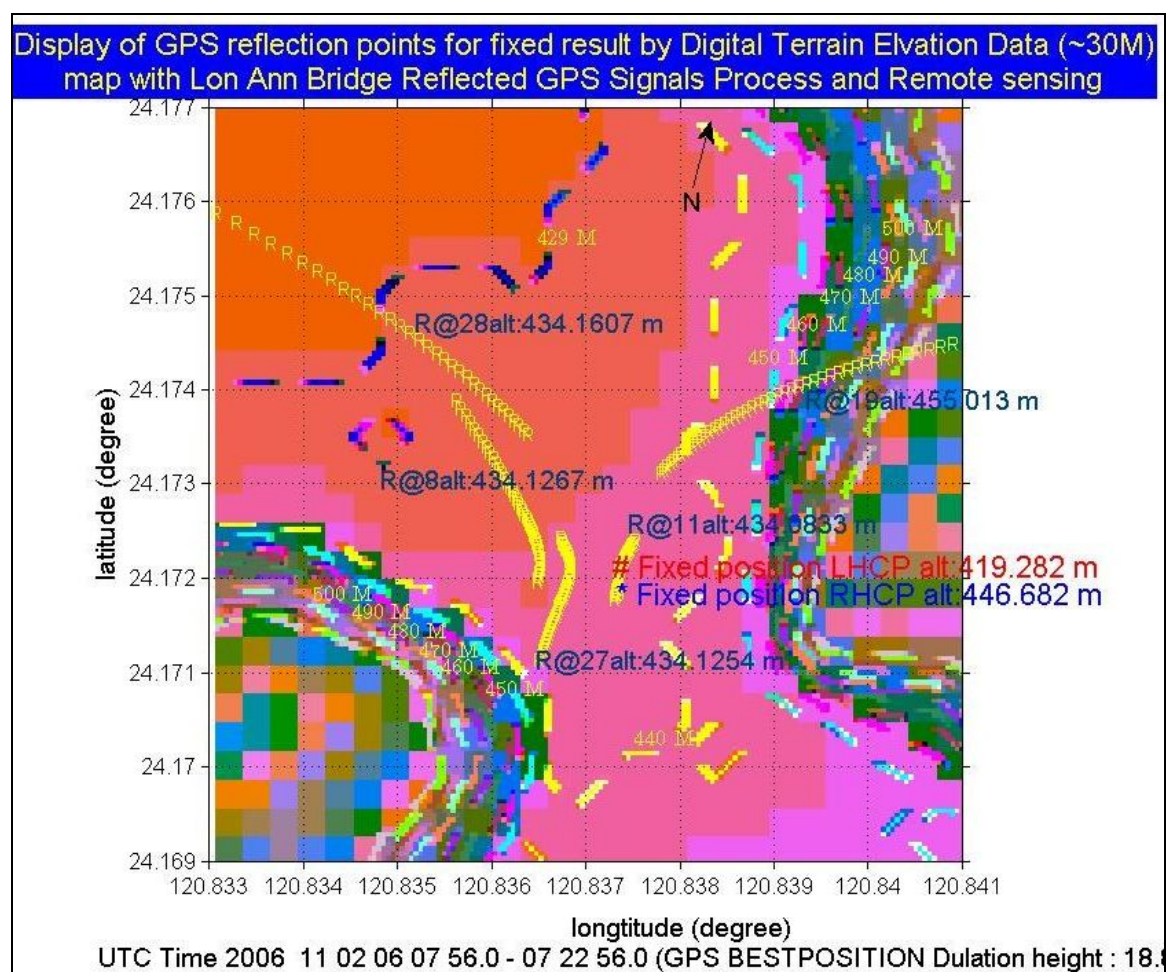 Display of GPS reflection points for fixed result by Digital Terrain Elvation Data (~30M)
map with Lon Ann Bridge Reflected GPS Signals Process and Remote sensing
24.177
24.176
24.175
24.174
24.173
24.172
24.171
24.17
24.169
latitude (degree)
N
429 M
500 M
490 M
480 M
470 M
460 M
450 M
R@28alt:434.1607 m
R@19alt:455.013 m
R@8alt:434.1267 m
R@11alt:434.0833 m
# Fixed position LHCP alt:419.282 m
* Fixed position RHCP alt:446.682 m
500 M
490 M
480 M
470 M
460 M
450 M
R@27alt:434.1254 m
440 M
120.833 120.834 120.835 120.836 120.837 120.838 120.839 120.84 120.841
longtitude (degree)
UTC Time 2006 11 02 06 07 56.0 - 07 22 56.0 (GPS BESTPOSITION Dulation height : 18.